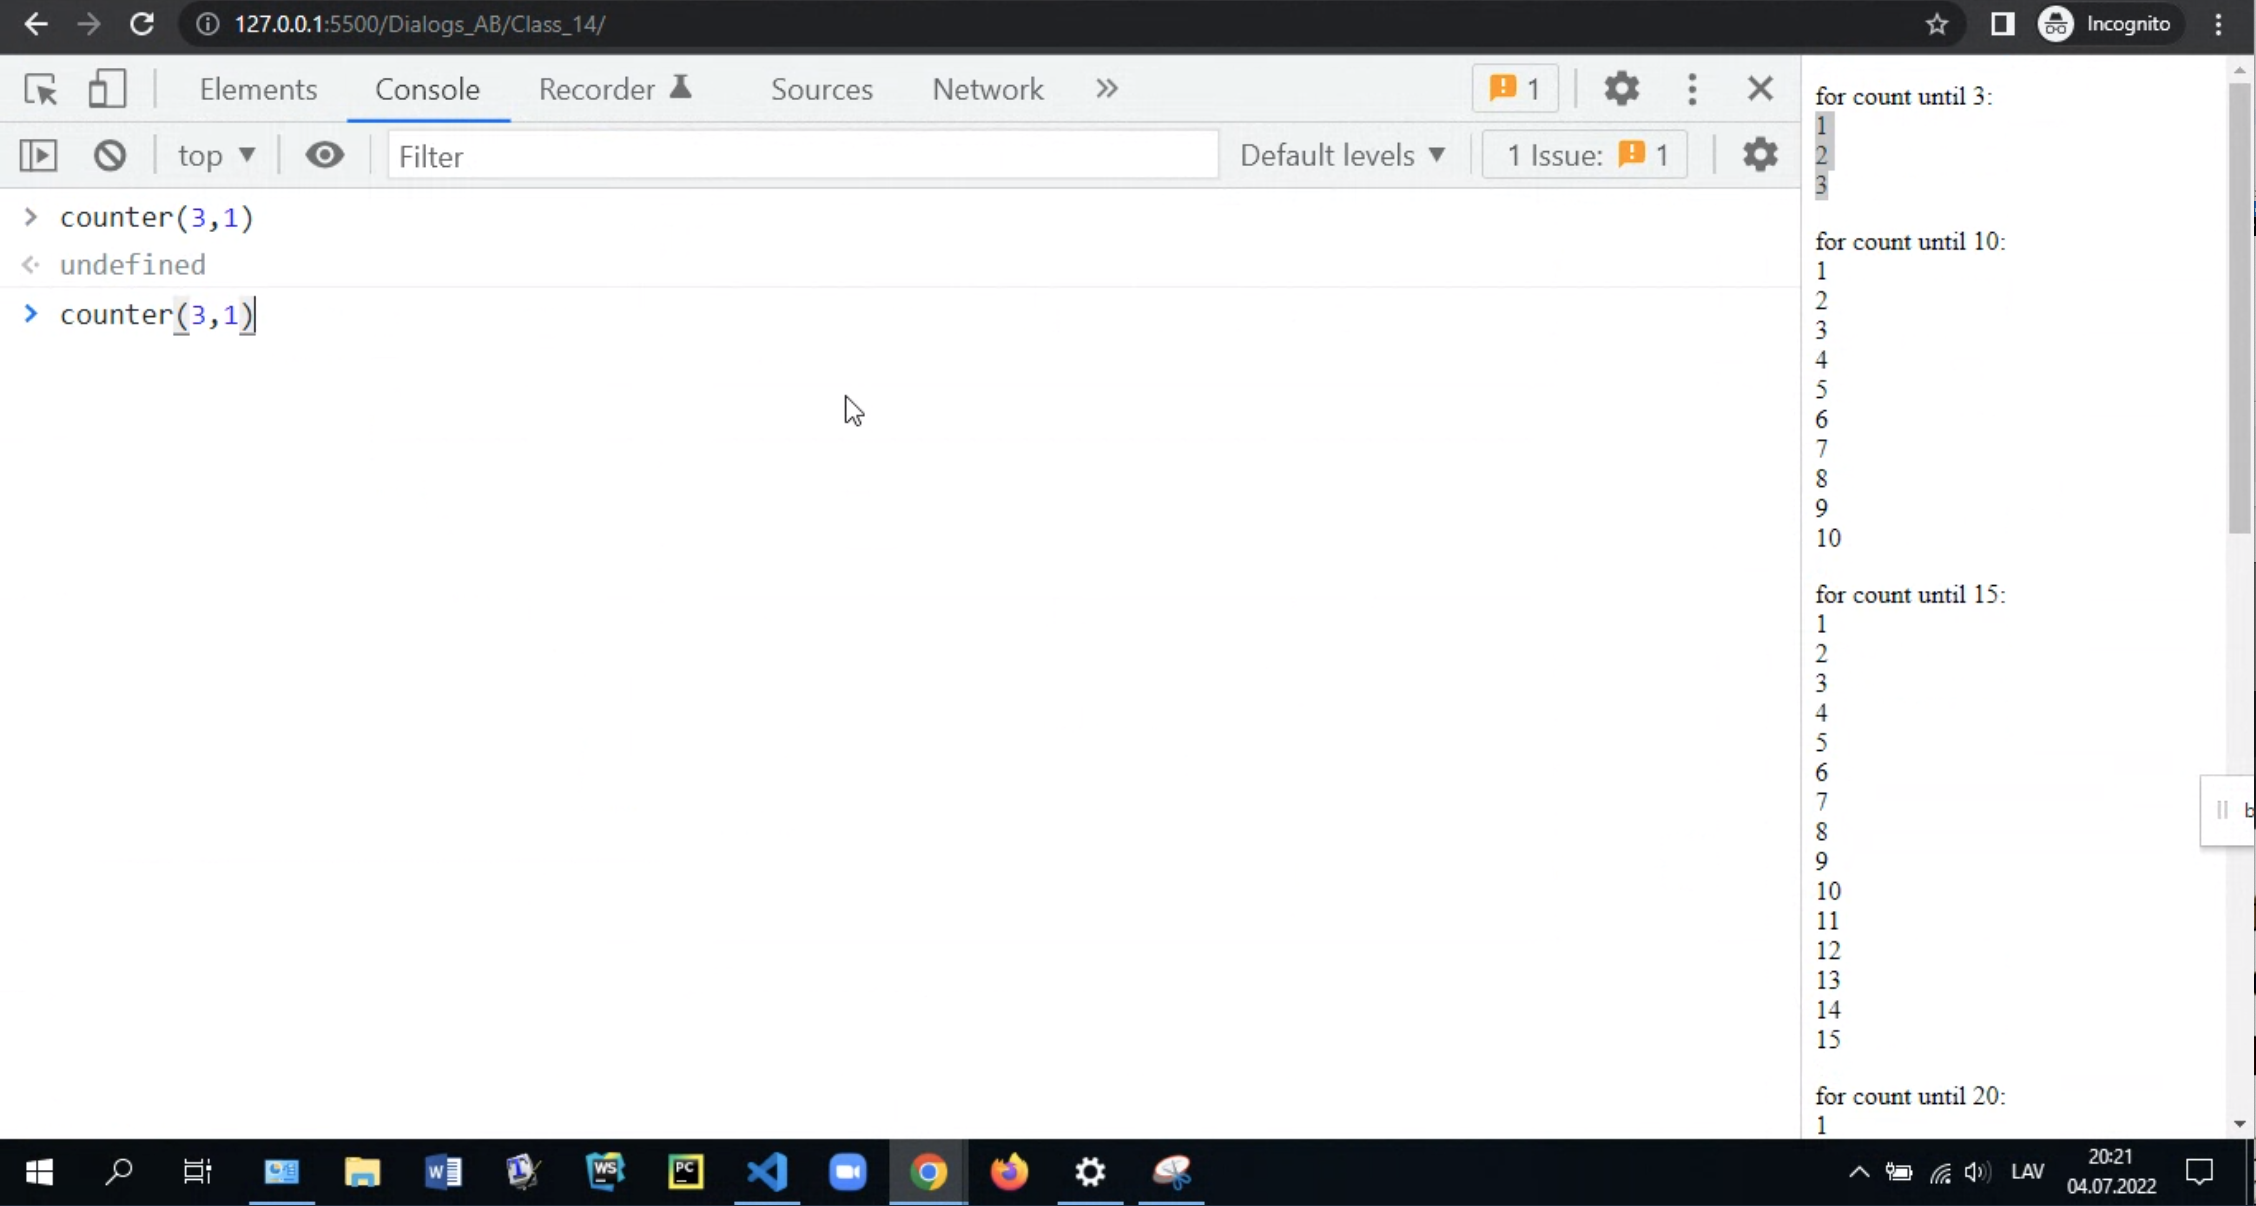 127.0.0.1:5500/Dialogs_AB/Class_14/
Incognito
Elements
Console
Recorder
Sources
Network
1
top
Filter
Default levels
1 Issue:
1
counter(3,1)
undefined
counter(3,1)
for count until 3:
1
2
3
for count until 10:
1
2
3
4
5
6
7
8
9
10
for count until 15:
1
2
3
4
5
6
7
8
9
10
11
12
13
14
15
for count until 20:
1
b
W
WS
PC
LAV
20:21
04.07.2022